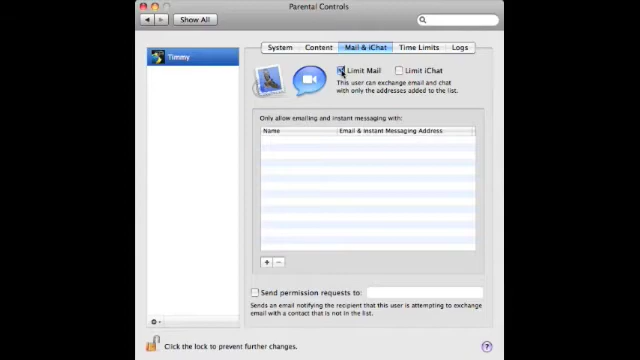 Parental Controls
Show All
Timmy
System Content Mail & iChat Time Limits Logs
Limit Mail Limit iChat
This user can exchange email and chat
with only the addresses added to the list.
Only allow emailing and instant messaging with:
Name Email & Instant Messaging Address
+ −
Send permission requests to:
Sends an email notifying the recipient that this user is attempting to exchange
email with a contact that is not in the list.
Click the lock to prevent further changes.
?